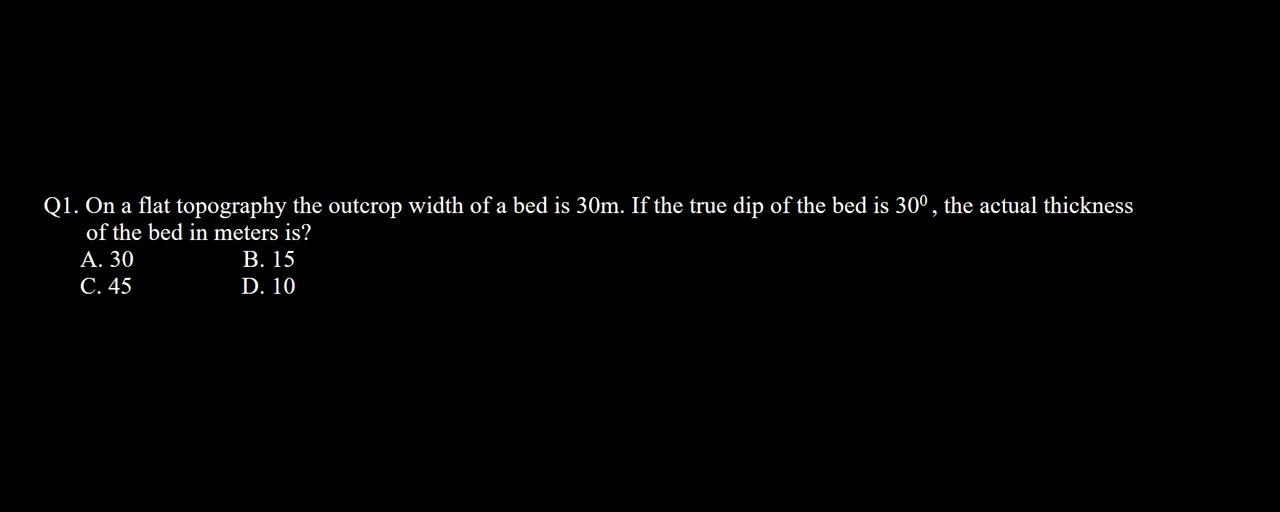 Q1. On a flat topography the outcrop width of a bed is 30m. If the true dip of the bed is 30⁰ , the actual thickness
of the bed in meters is?
A. 30 B. 15
C. 45 D. 10